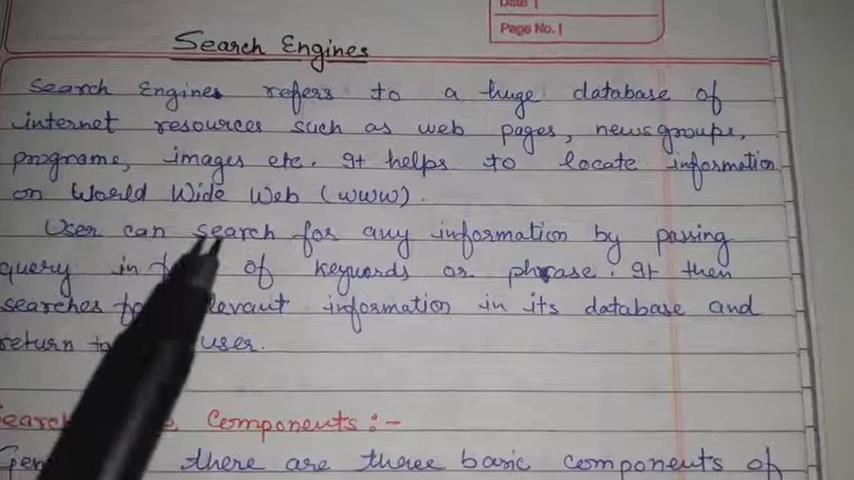 Date |
Page No. |
Search Engines
Search Engines refers to a huge database of
internet resources such as web pages, newsgroups,
programs, images etc. It helps to locate information
on World Wide Web (WWW).
User can search for any information by passing
query in of keywords or phrase. It then
searches information in its database and
return user.
Components :-
there are three basic components of